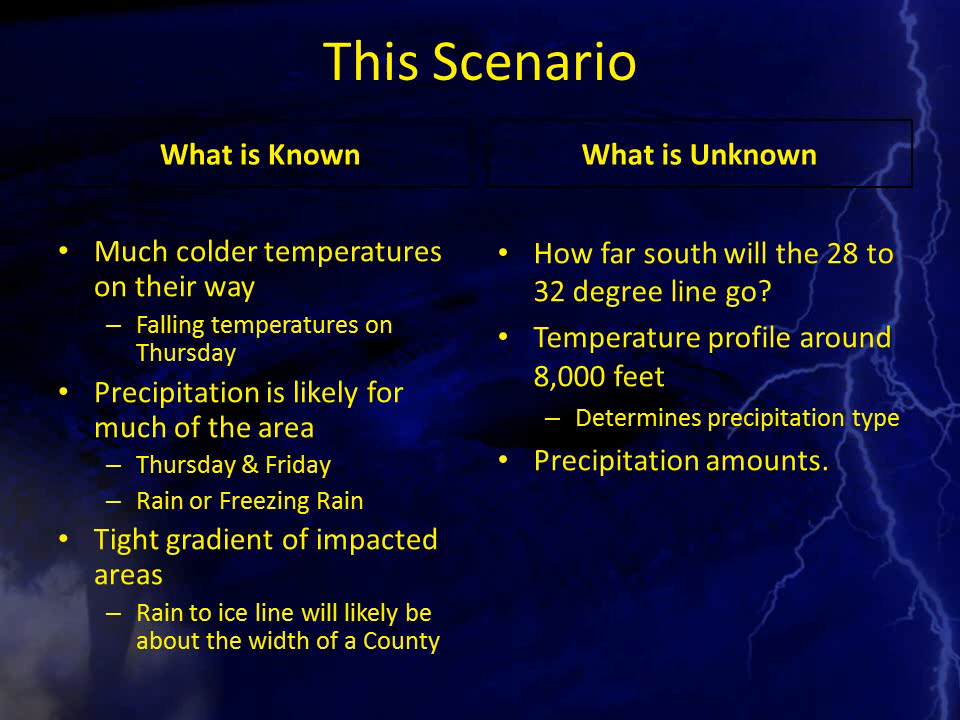 This Scenario
What is Known
• Much colder temperatures
on their way
– Falling temperatures on
Thursday
• Precipitation is likely for
much of the area
– Thursday & Friday
– Rain or Freezing Rain
• Tight gradient of impacted
areas
– Rain to ice line will likely be
about the width of a County
What is Unknown
• How far south will the 28 to
32 degree line go?
• Temperature profile around
8,000 feet
– Determines precipitation type
• Precipitation amounts.